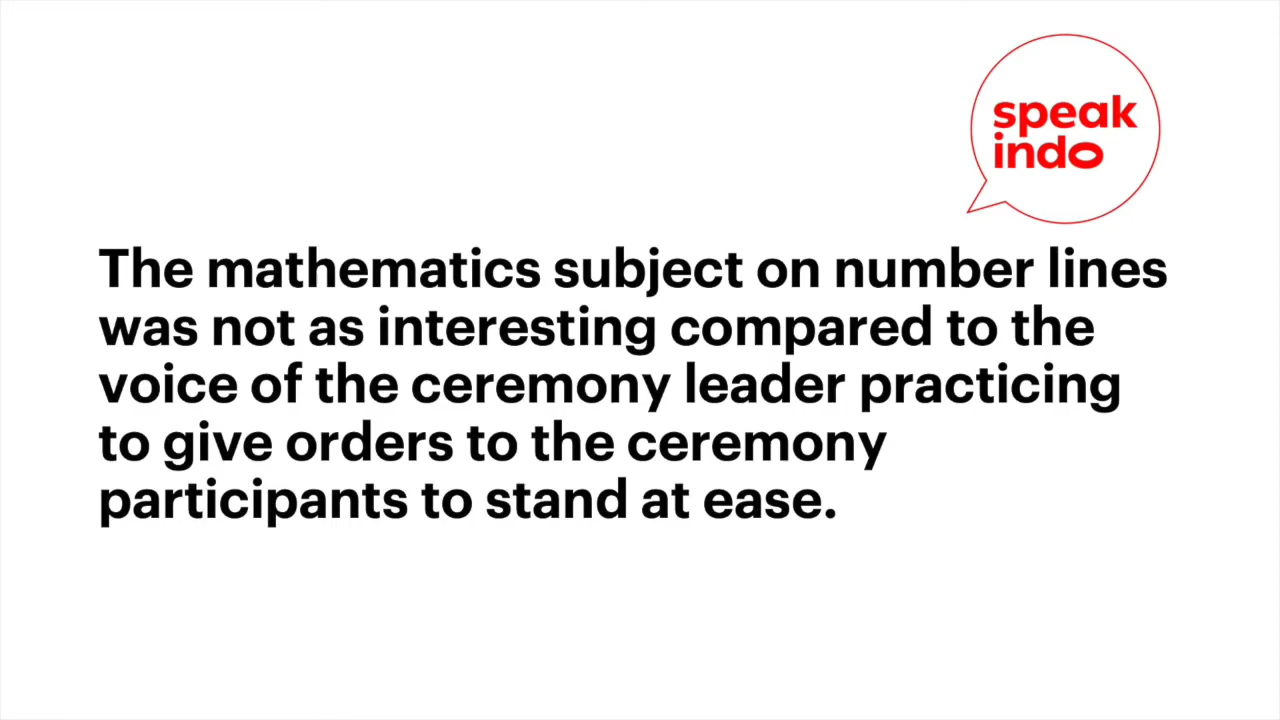 speak
indo
The mathematics subject on number lines
was not as interesting compared to the
voice of the ceremony leader practicing
to give orders to the ceremony
participants to stand at ease.